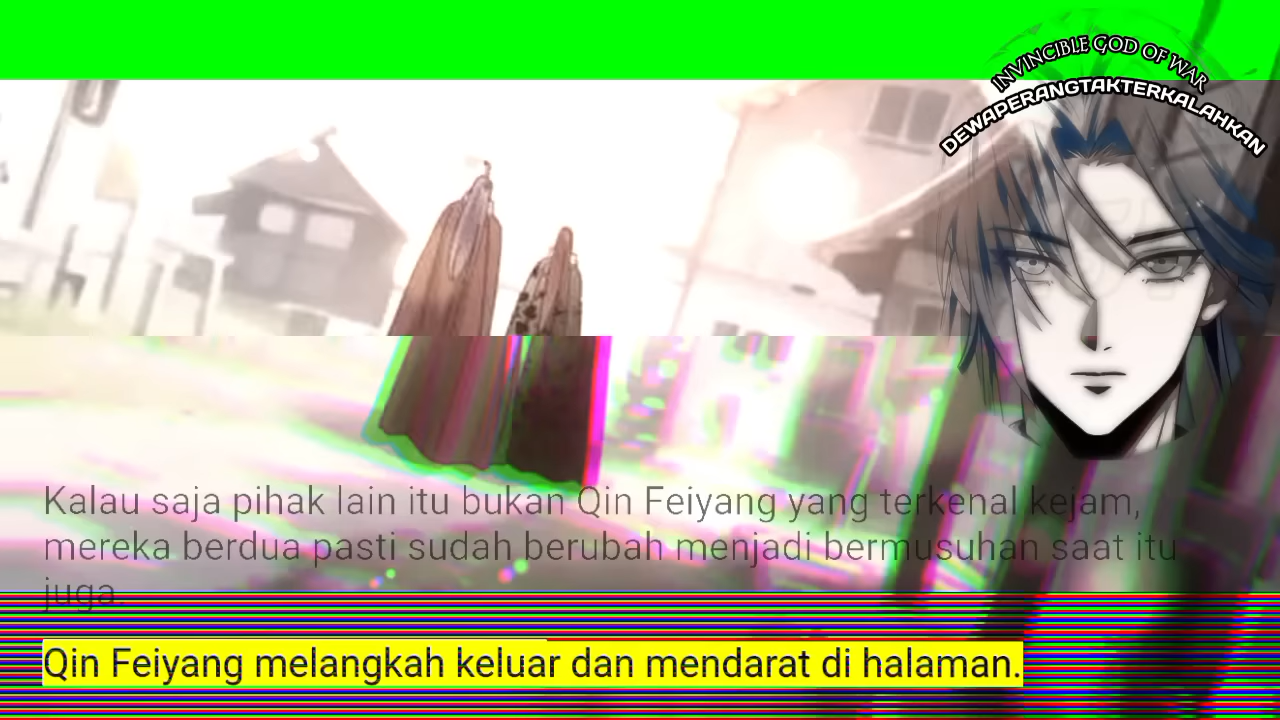 INVINCIBLE GOD OF WAR
DEWAPERANGTAKTERKALAHKAN
Kalau saja pihak lain itu bukan Qin Feiyang yang terkenal kejam,
mereka berdua pasti sudah berubah menjadi bermusuhan saat itu
juga.
Qin Feiyang melangkah keluar dan mendarat di halaman.